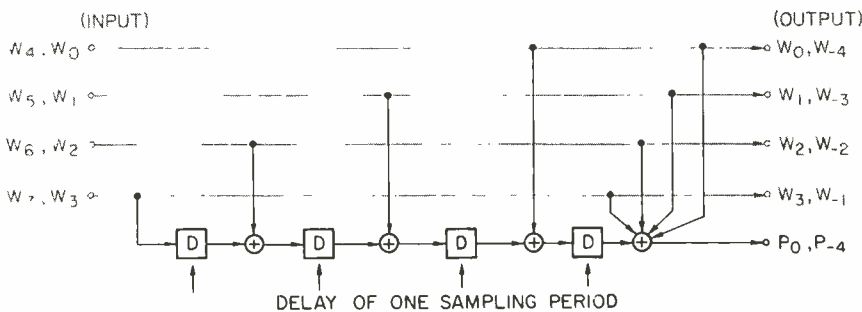 (INPUT) (OUTPUT)
W4, W0 W0, W-4
W5, W1 W1, W-3
W6, W2 W2, W-2
W7, W3 W3, W-1
D + D + D + D + P0, P-4
DELAY OF ONE SAMPLING PERIOD